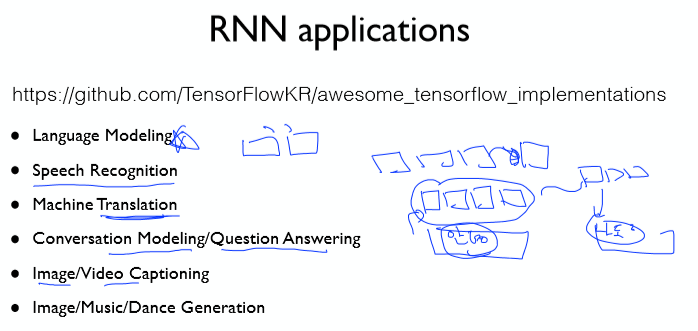 RNN applications
https://github.com/TensorFlowKR/awesome_tensorflow_implementations
● Language Modeling
● Speech Recognition
● Machine Translation
● Conversation Modeling/Question Answering
● Image/Video Captioning
● Image/Music/Dance Generation